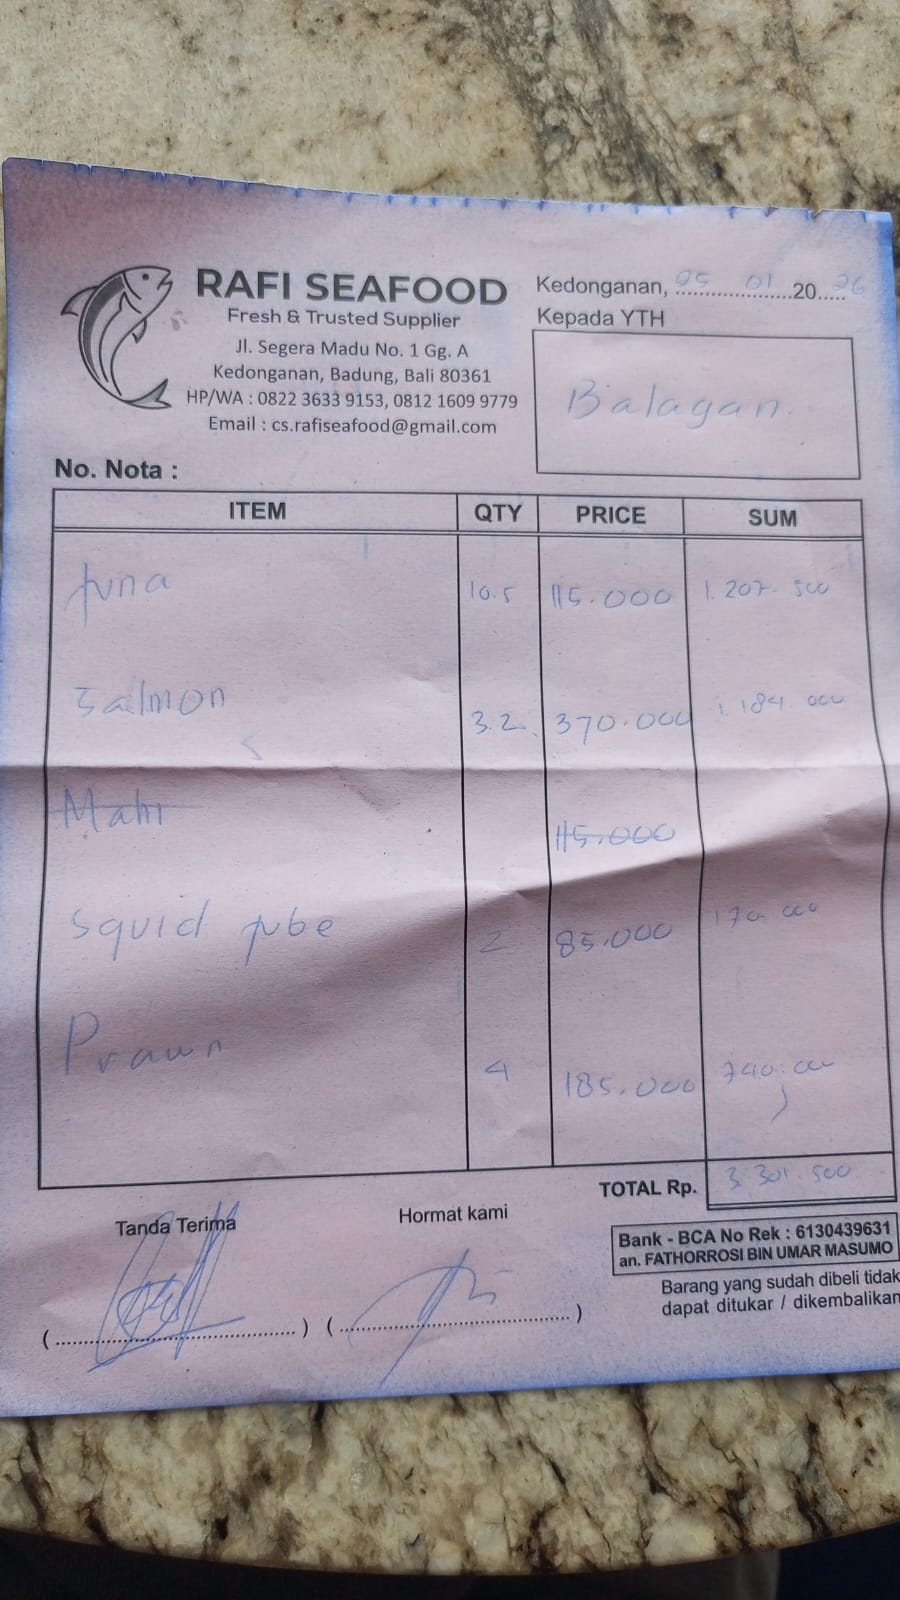 RAFI SEAFOOD
Fresh & Trusted Supplier
Jl. Segera Madu No. 1 Gg. A
Kedonganan, Badung, Bali 80361
HP/WA : 0822 3633 9153, 0812 1609 9779
Email : cs.rafiseafood@gmail.com
Kedonganan, 05 01 2026
Kepada YTH
Balagan
No. Nota :
ITEM QTY PRICE SUM
tuna 10.5 115.000 1.207.500
Salmon 3.2 370.000 1.184 000
Mahi 115.000
Squid tube 2 85.000 170.000
Prawn 4 185.000 740.000
TOTAL Rp. 3.301.500
Tanda Terima Hormat kami
Bank - BCA No Rek : 6130439631
an. FATHORROSI BIN UMAR MASUMO
Barang yang sudah dibeli tidak
dapat ditukar / dikembalikan